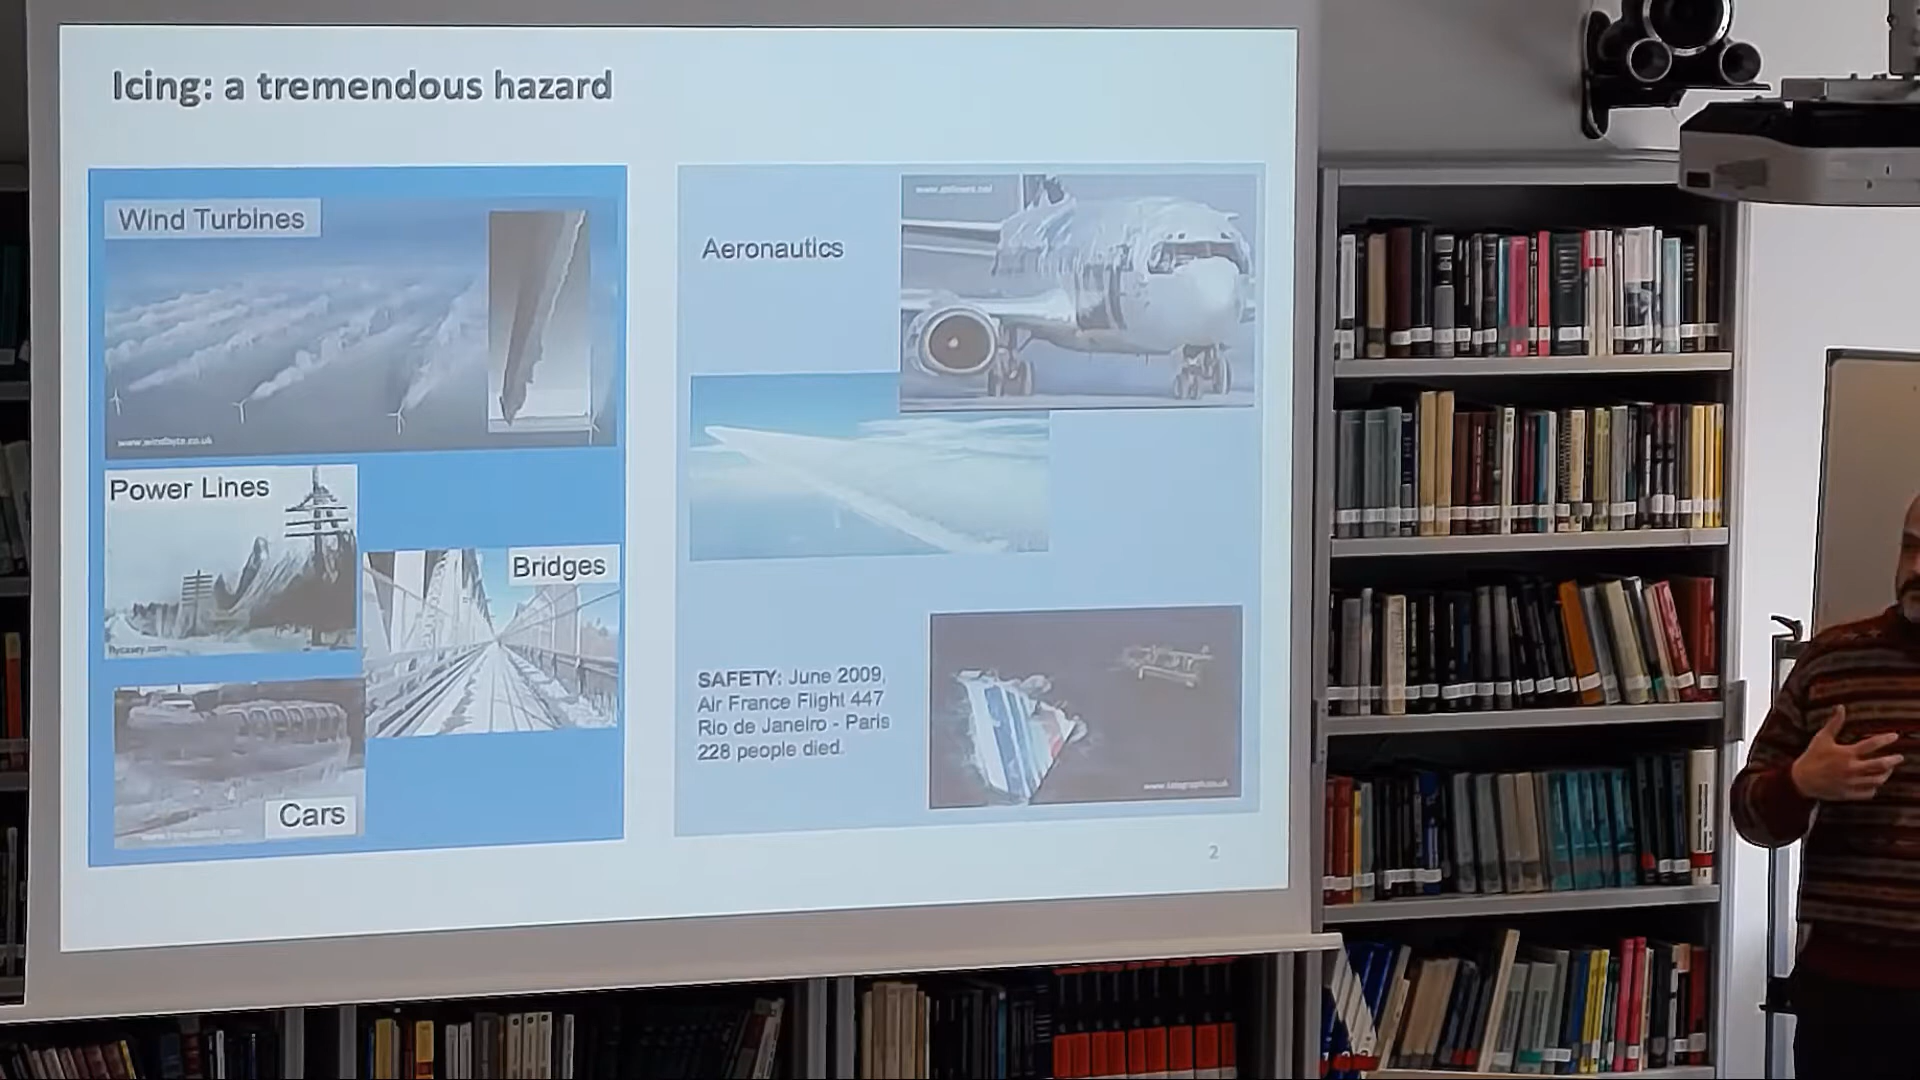 Icing: a tremendous hazard
Wind Turbines
www.windbyte.co.uk
Power Lines
flycasey.com
Bridges
Cars
Aeronautics
SAFETY: June 2009,
Air France Flight 447
Rio de Janeiro - Paris
228 people died.
2